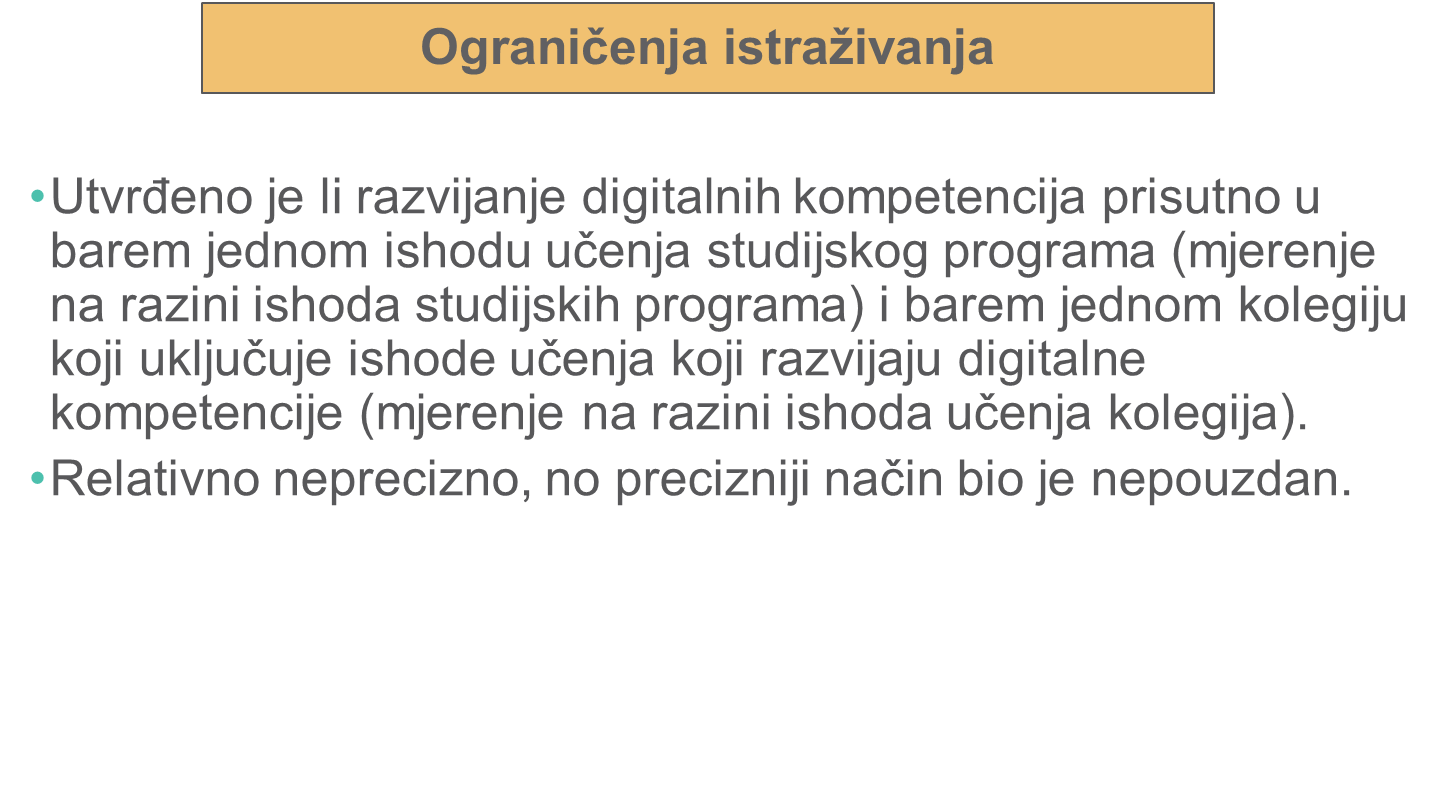 Ograničenja istraživanja
•Utvrđeno je li razvijanje digitalnih kompetencija prisutno u
barem jednom ishodu učenja studijskog programa (mjerenje
na razini ishoda studijskih programa) i barem jednom kolegiju
koji uključuje ishode učenja koji razvijaju digitalne
kompetencije (mjerenje na razini ishoda učenja kolegija).
•Relativno neprecizno, no precizniji način bio je nepouzdan.